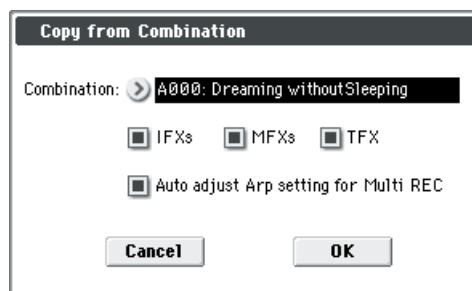 Copy from Combination
Combination: A000: Dreaming withoutSleeping
IFXs MFXs TFX
Auto adjust Arp setting for Multi REC
Cancel OK